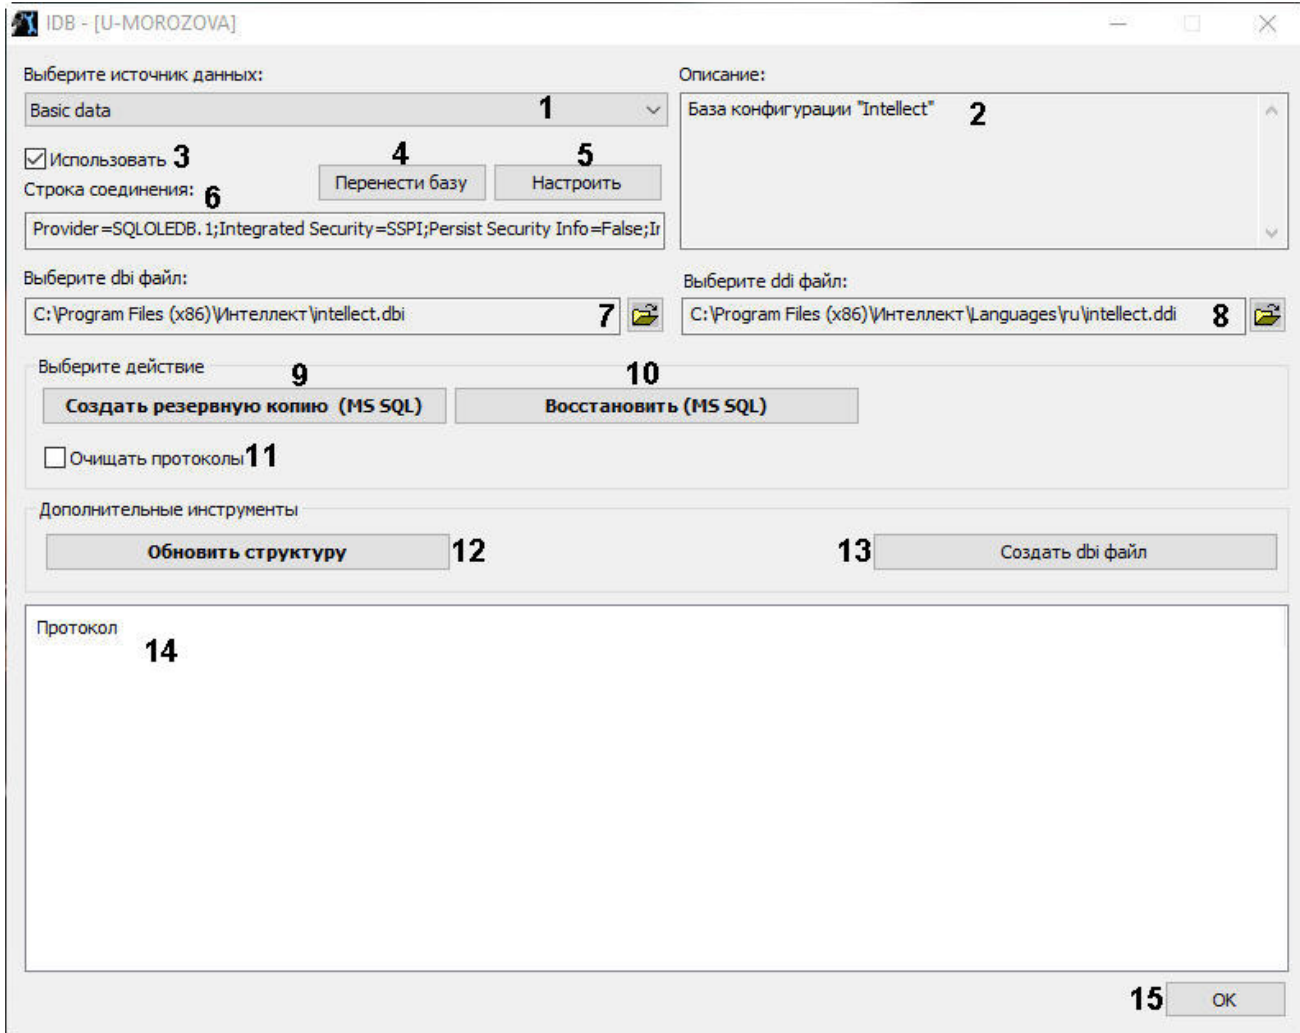 IDB - [U-MOROZOVA]
Выберите источник данных:
Описание:
Basic data 1
База конфигурации "Intellect" 2
Использовать 3
4
5
Перенести базу
Настроить
Строка соединения: 6
Provider=SQLOLEDB.1;Integrated Security=SSPI;Persist Security Info=False;Ir
Выберите dbi файл:
Выберите ddi файл:
C:\Program Files (x86)\Интеллект\intellect.dbi 7
C:\Program Files (x86)\Интеллект\Languages\ru\intellect.ddi 8
Выберите действие
9
10
Создать резервную копию (MS SQL)
Восстановить (MS SQL)
Очищать протоколы 11
Дополнительные инструменты
Обновить структуру 12
13 Создать dbi файл
Протокол
14
15 OK